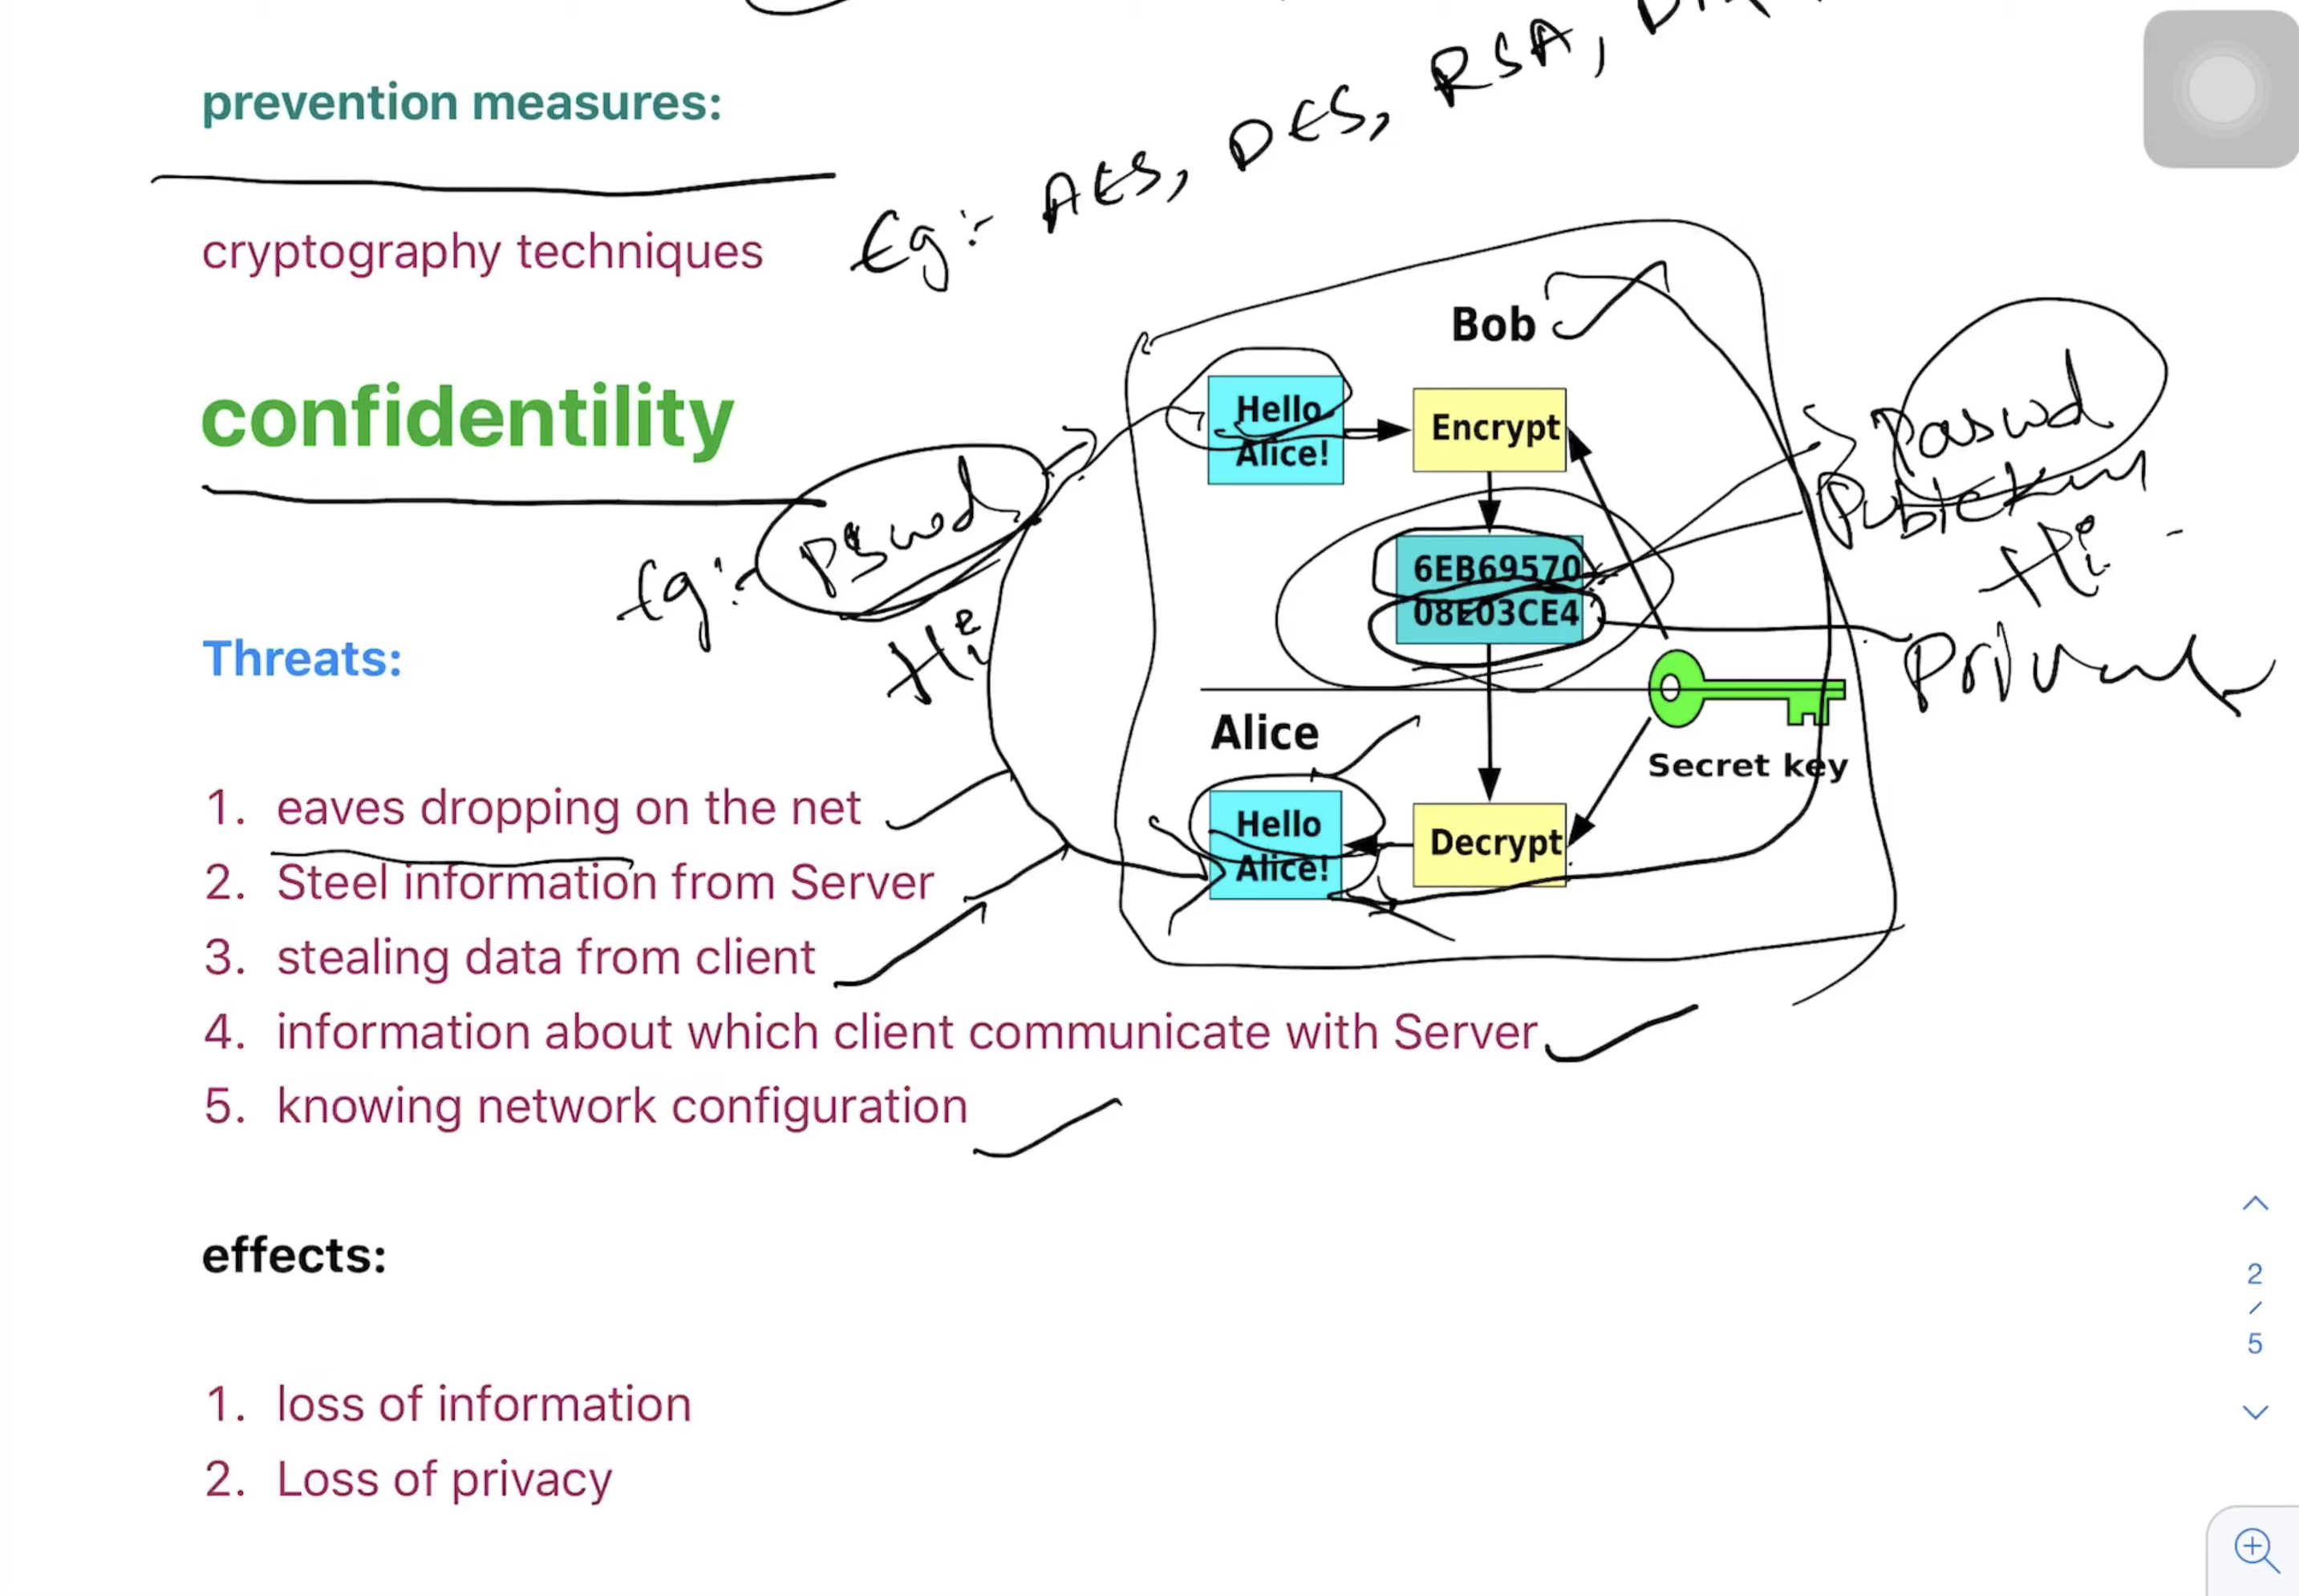 prevention measures:
Eg:- AES, DES, RSA,
cryptography techniques
Bob
confidentility
Hello
Alice!
Encrypt
Paswd
Eg:- pswd
6EB69570
08E03CE4
Hi
Hi
Private
Threats:
Alice
Secret key
1. eaves dropping on the net
Hello
Alice!
Decrypt
2. Steel information from Server
3. stealing data from client
4. information about which client communicate with Server
5. knowing network configuration
effects:
2
/
5
1. loss of information
2. Loss of privacy